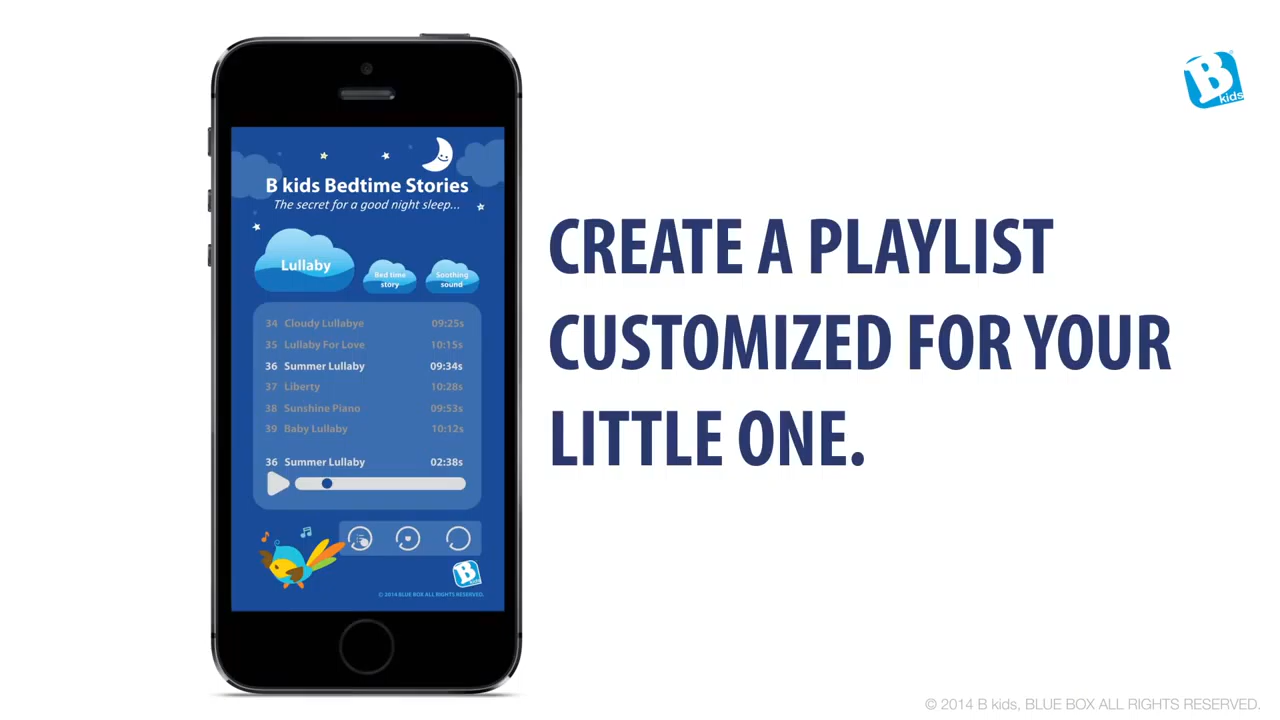 B
kids
B kids Bedtime Stories
The secret for a good night sleep...
Lullaby
Bed time
story
Soothing
sound
34 Cloudy Lullabye 09:25s
35 Lullaby For Love 10:15s
36 Summer Lullaby 09:34s
37 Liberty 10:28s
38 Sunshine Piano 09:53s
39 Baby Lullaby 10:12s
36 Summer Lullaby 02:38s
B
kids
© 2014 BLUE BOX ALL RIGHTS RESERVED.
CREATE A PLAYLIST
CUSTOMIZED FOR YOUR
LITTLE ONE.
© 2014 B kids, BLUE BOX ALL RIGHTS RESERVED.